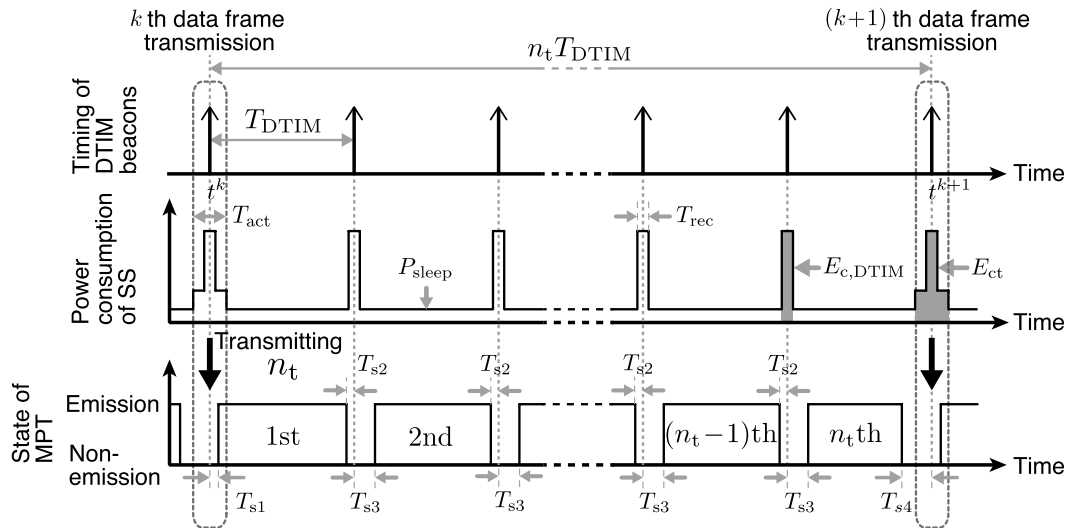 k th data frame
transmission
(k+1) th data frame
transmission
n_t T_DTIM
Timing of
DTIM
beacons
T_DTIM
Time
t^k
t^{k+1}
Power
consumption
of SS
T_act
T_rec
P_sleep
E_{c,DTIM}
E_ct
Time
Transmitting
n_t
T_s2
T_s2
T_s2
T_s2
State of
MPT
Emission
Non-
emission
1st
2nd
(n_t−1)th
n_t th
Time
T_s1
T_s3
T_s3
T_s3
T_s3
T_s4